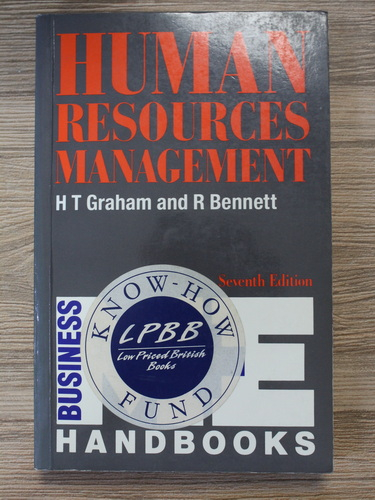 HUMAN
RESOURCES
MANAGEMENT
H T Graham and R Bennett
Seventh Edition
BUSINESS
KNOW-HOW
LPBB
Low Priced British
Books
FUND
E
HANDBOOKS